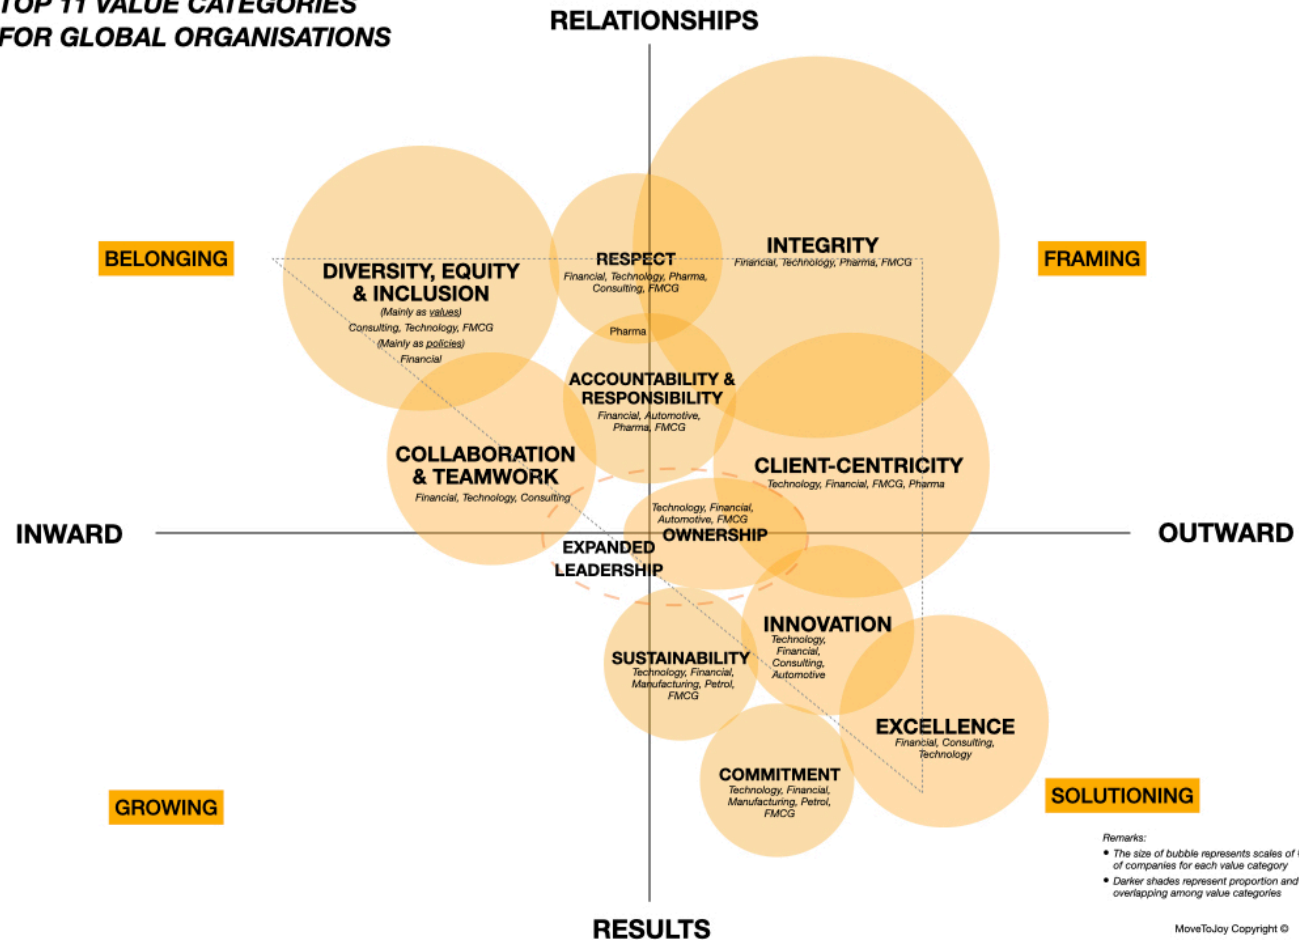 TOP 11 VALUE CATEGORIES
FOR GLOBAL ORGANISATIONS
RELATIONSHIPS
BELONGING
FRAMING
DIVERSITY, EQUITY
& INCLUSION
(Mainly as values)
Consulting, Technology, FMCG
(Mainly as policies)
Financial
RESPECT
Financial, Technology, Pharma,
Consulting, FMCG
Pharma
INTEGRITY
Financial, Technology, Pharma, FMCG
ACCOUNTABILITY &
RESPONSIBILITY
Financial, Automotive,
Pharma, FMCG
COLLABORATION
& TEAMWORK
Financial, Technology, Consulting
CLIENT-CENTRICITY
Technology, Financial, FMCG, Pharma
INWARD
OUTWARD
Technology, Financial,
Automotive, FMCG
OWNERSHIP
EXPANDED
LEADERSHIP
INNOVATION
Technology,
Financial,
Consulting,
Automotive
SUSTAINABILITY
Technology, Financial,
Manufacturing, Petrol,
FMCG
EXCELLENCE
Financial, Consulting,
Technology
COMMITMENT
Technology, Financial,
Manufacturing, Petrol,
FMCG
GROWING
SOLUTIONING
Remarks:
• The size of bubble represents scales of
of companies for each value category
• Darker shades represent proportion and
overlapping among value categories
RESULTS
MoveToJoy Copyright ©